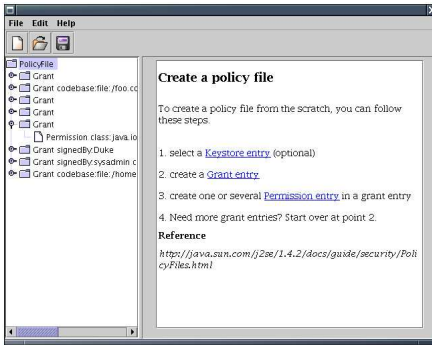 File Edit Help
PolicyFile
Grant
Grant codebase:file:/foo.co
Grant
Grant
Grant
Permission class:java.io
Grant signedBy:Duke
Grant signedBy:sysadmin c
Grant codebase:file:/home
Create a policy file
To create a policy file from the scratch, you can follow
these steps.
1. select a Keystore entry (optional)
2. create a Grant entry
3. create one or several Permission entry in a grant entry
4. Need more grant entries? Start over at point 2.
Reference
http://java.sun.com/j2se/1.4.2/docs/guide/security/Poli
cyFiles.html